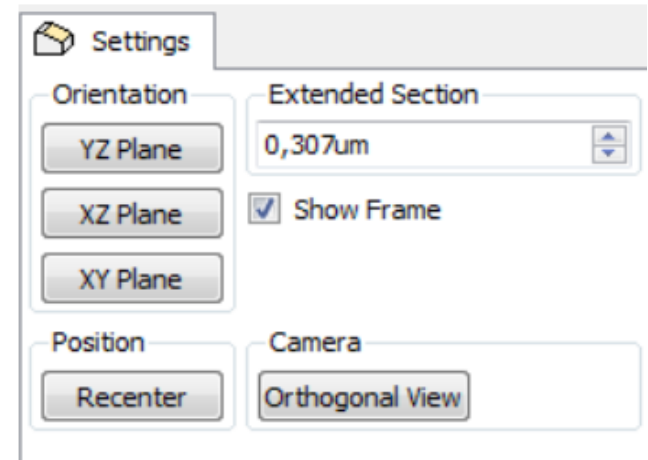 Settings
Orientation
Extended Section
YZ Plane
0,307um
XZ Plane
Show Frame
XY Plane
Position
Camera
Recenter
Orthogonal View